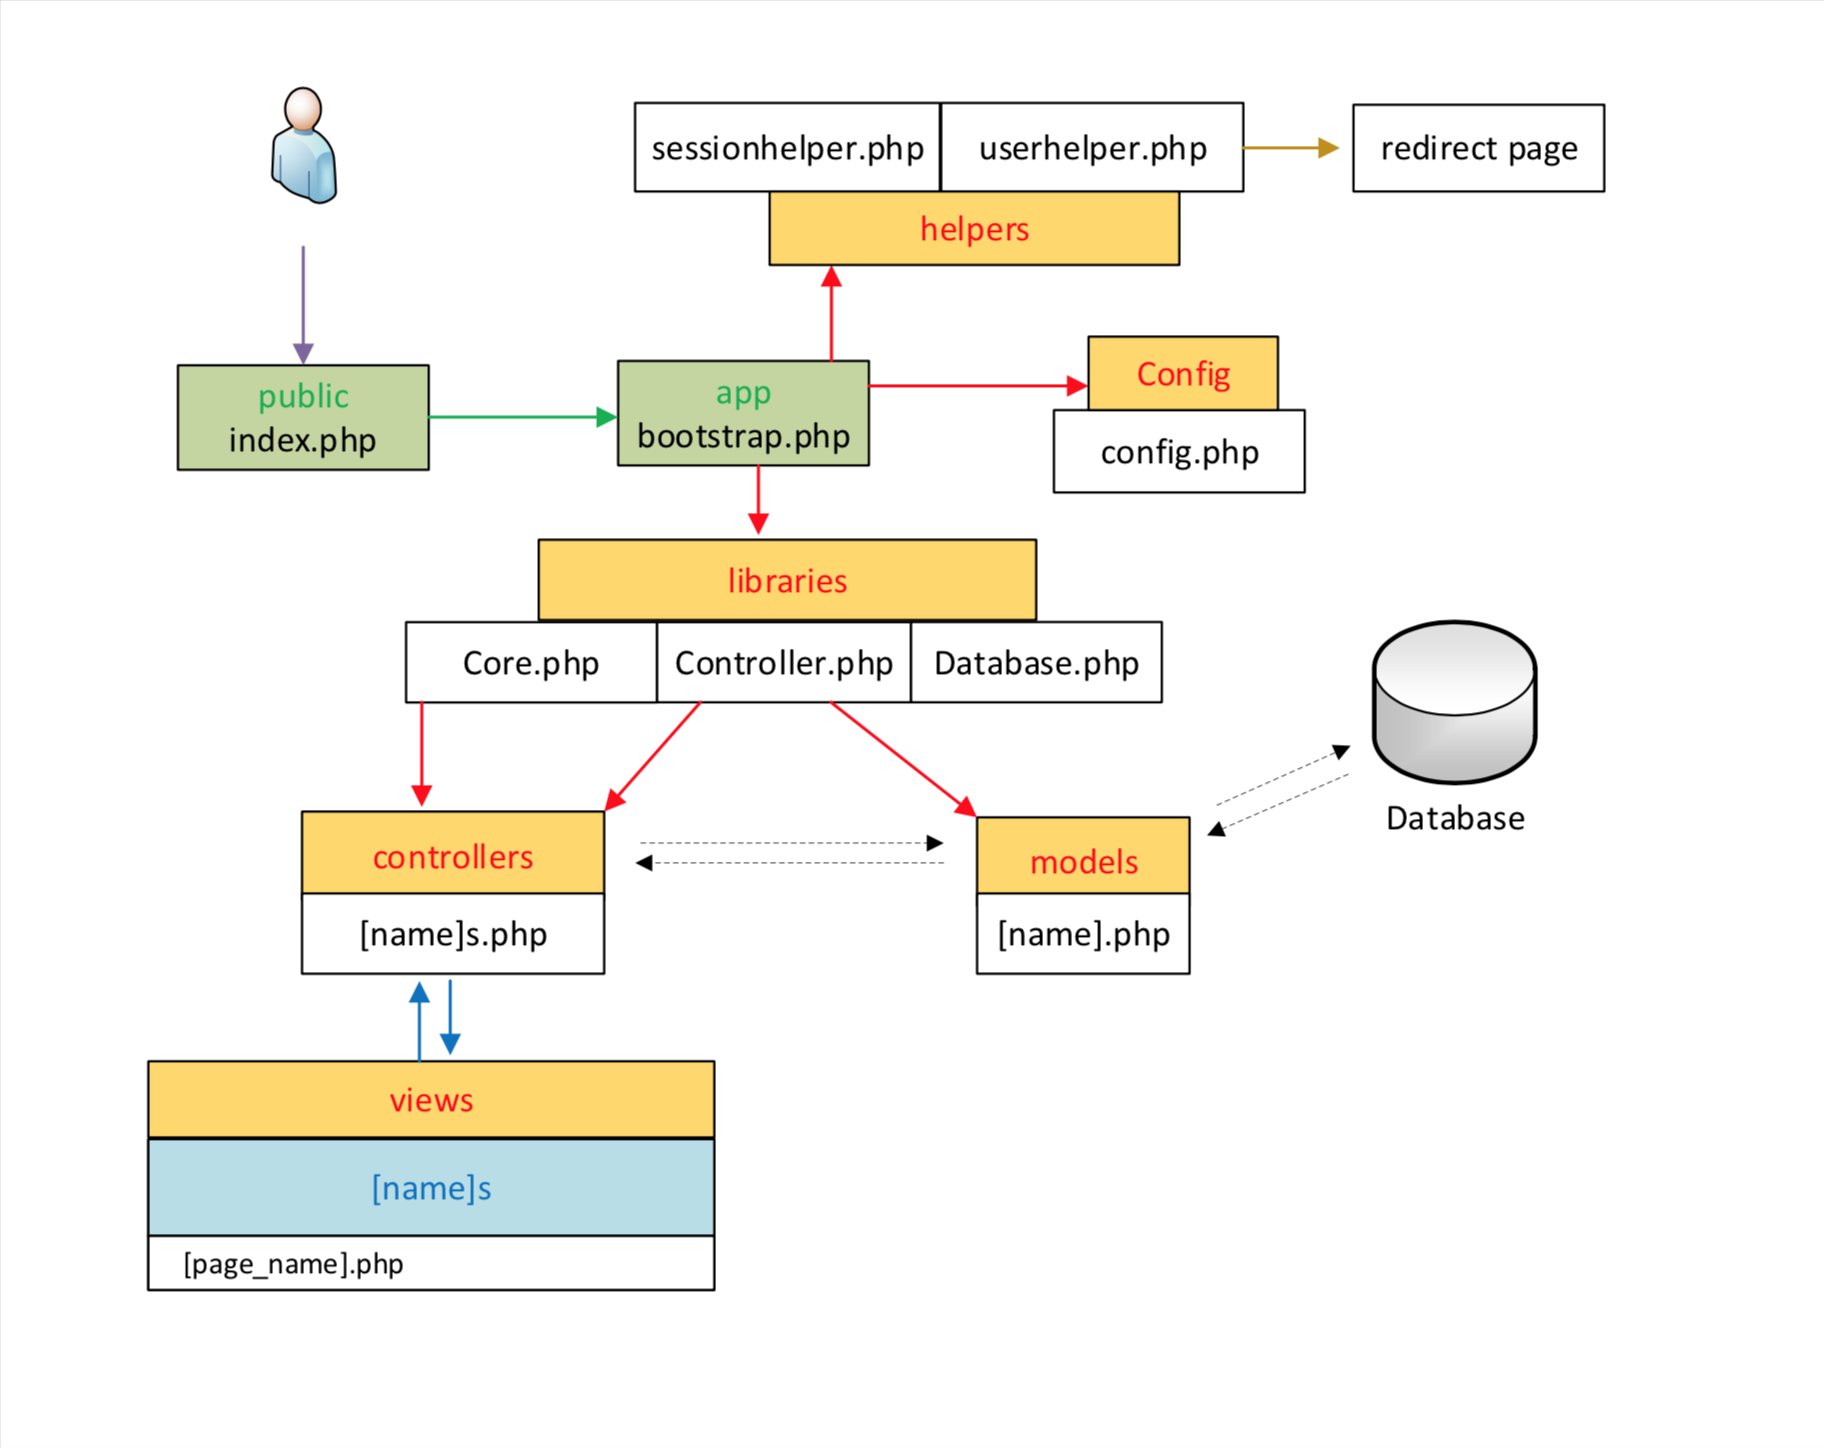 sessionhelper.php
userhelper.php
redirect page
helpers
public
index.php
app
bootstrap.php
Config
config.php
libraries
Core.php
Controller.php
Database.php
Database
controllers
[name]s.php
models
[name].php
views
[name]s
[page_name].php